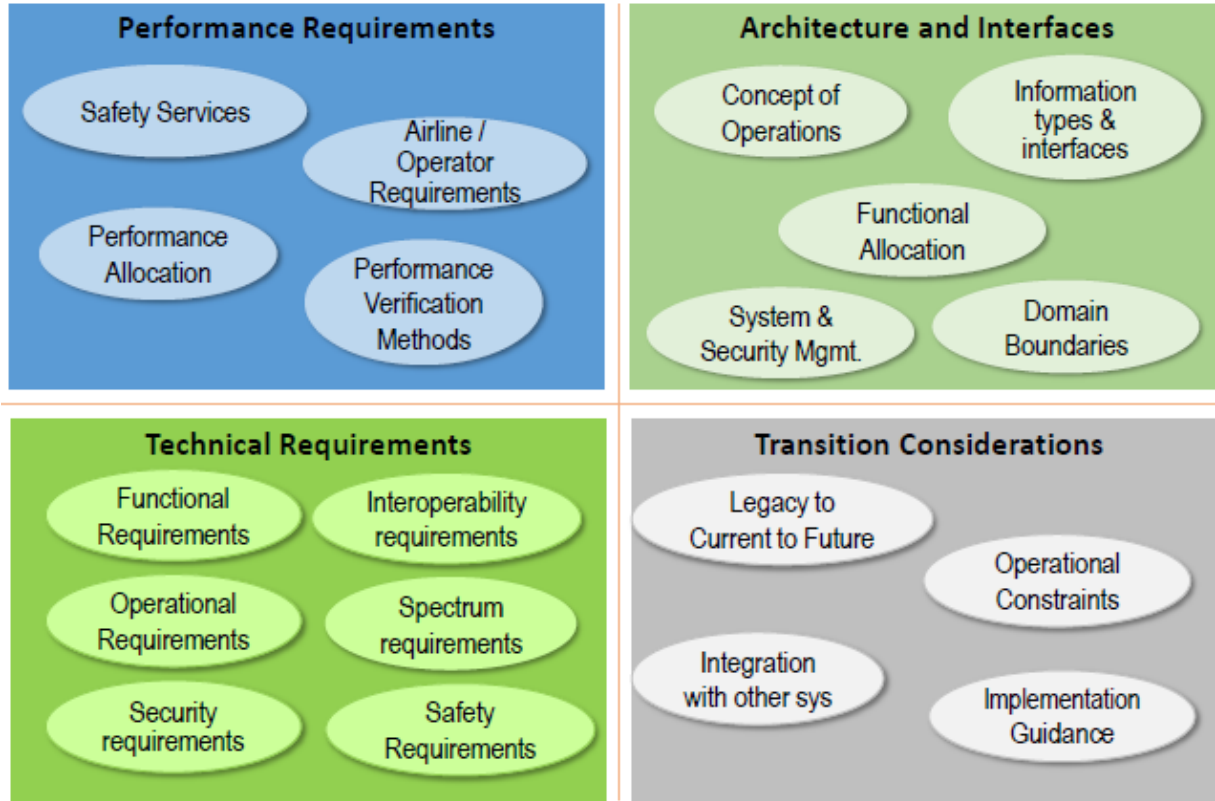 Performance Requirements
Safety Services
Airline /
Operator
Requirements
Performance
Allocation
Performance
Verification
Methods
Architecture and Interfaces
Concept of
Operations
Information
types &
interfaces
Functional
Allocation
System &
Security Mgmt.
Domain
Boundaries
Technical Requirements
Functional
Requirements
Interoperability
requirements
Operational
Requirements
Spectrum
requirements
Security
requirements
Safety
Requirements
Transition Considerations
Legacy to
Current to Future
Operational
Constraints
Integration
with other sys
Implementation
Guidance